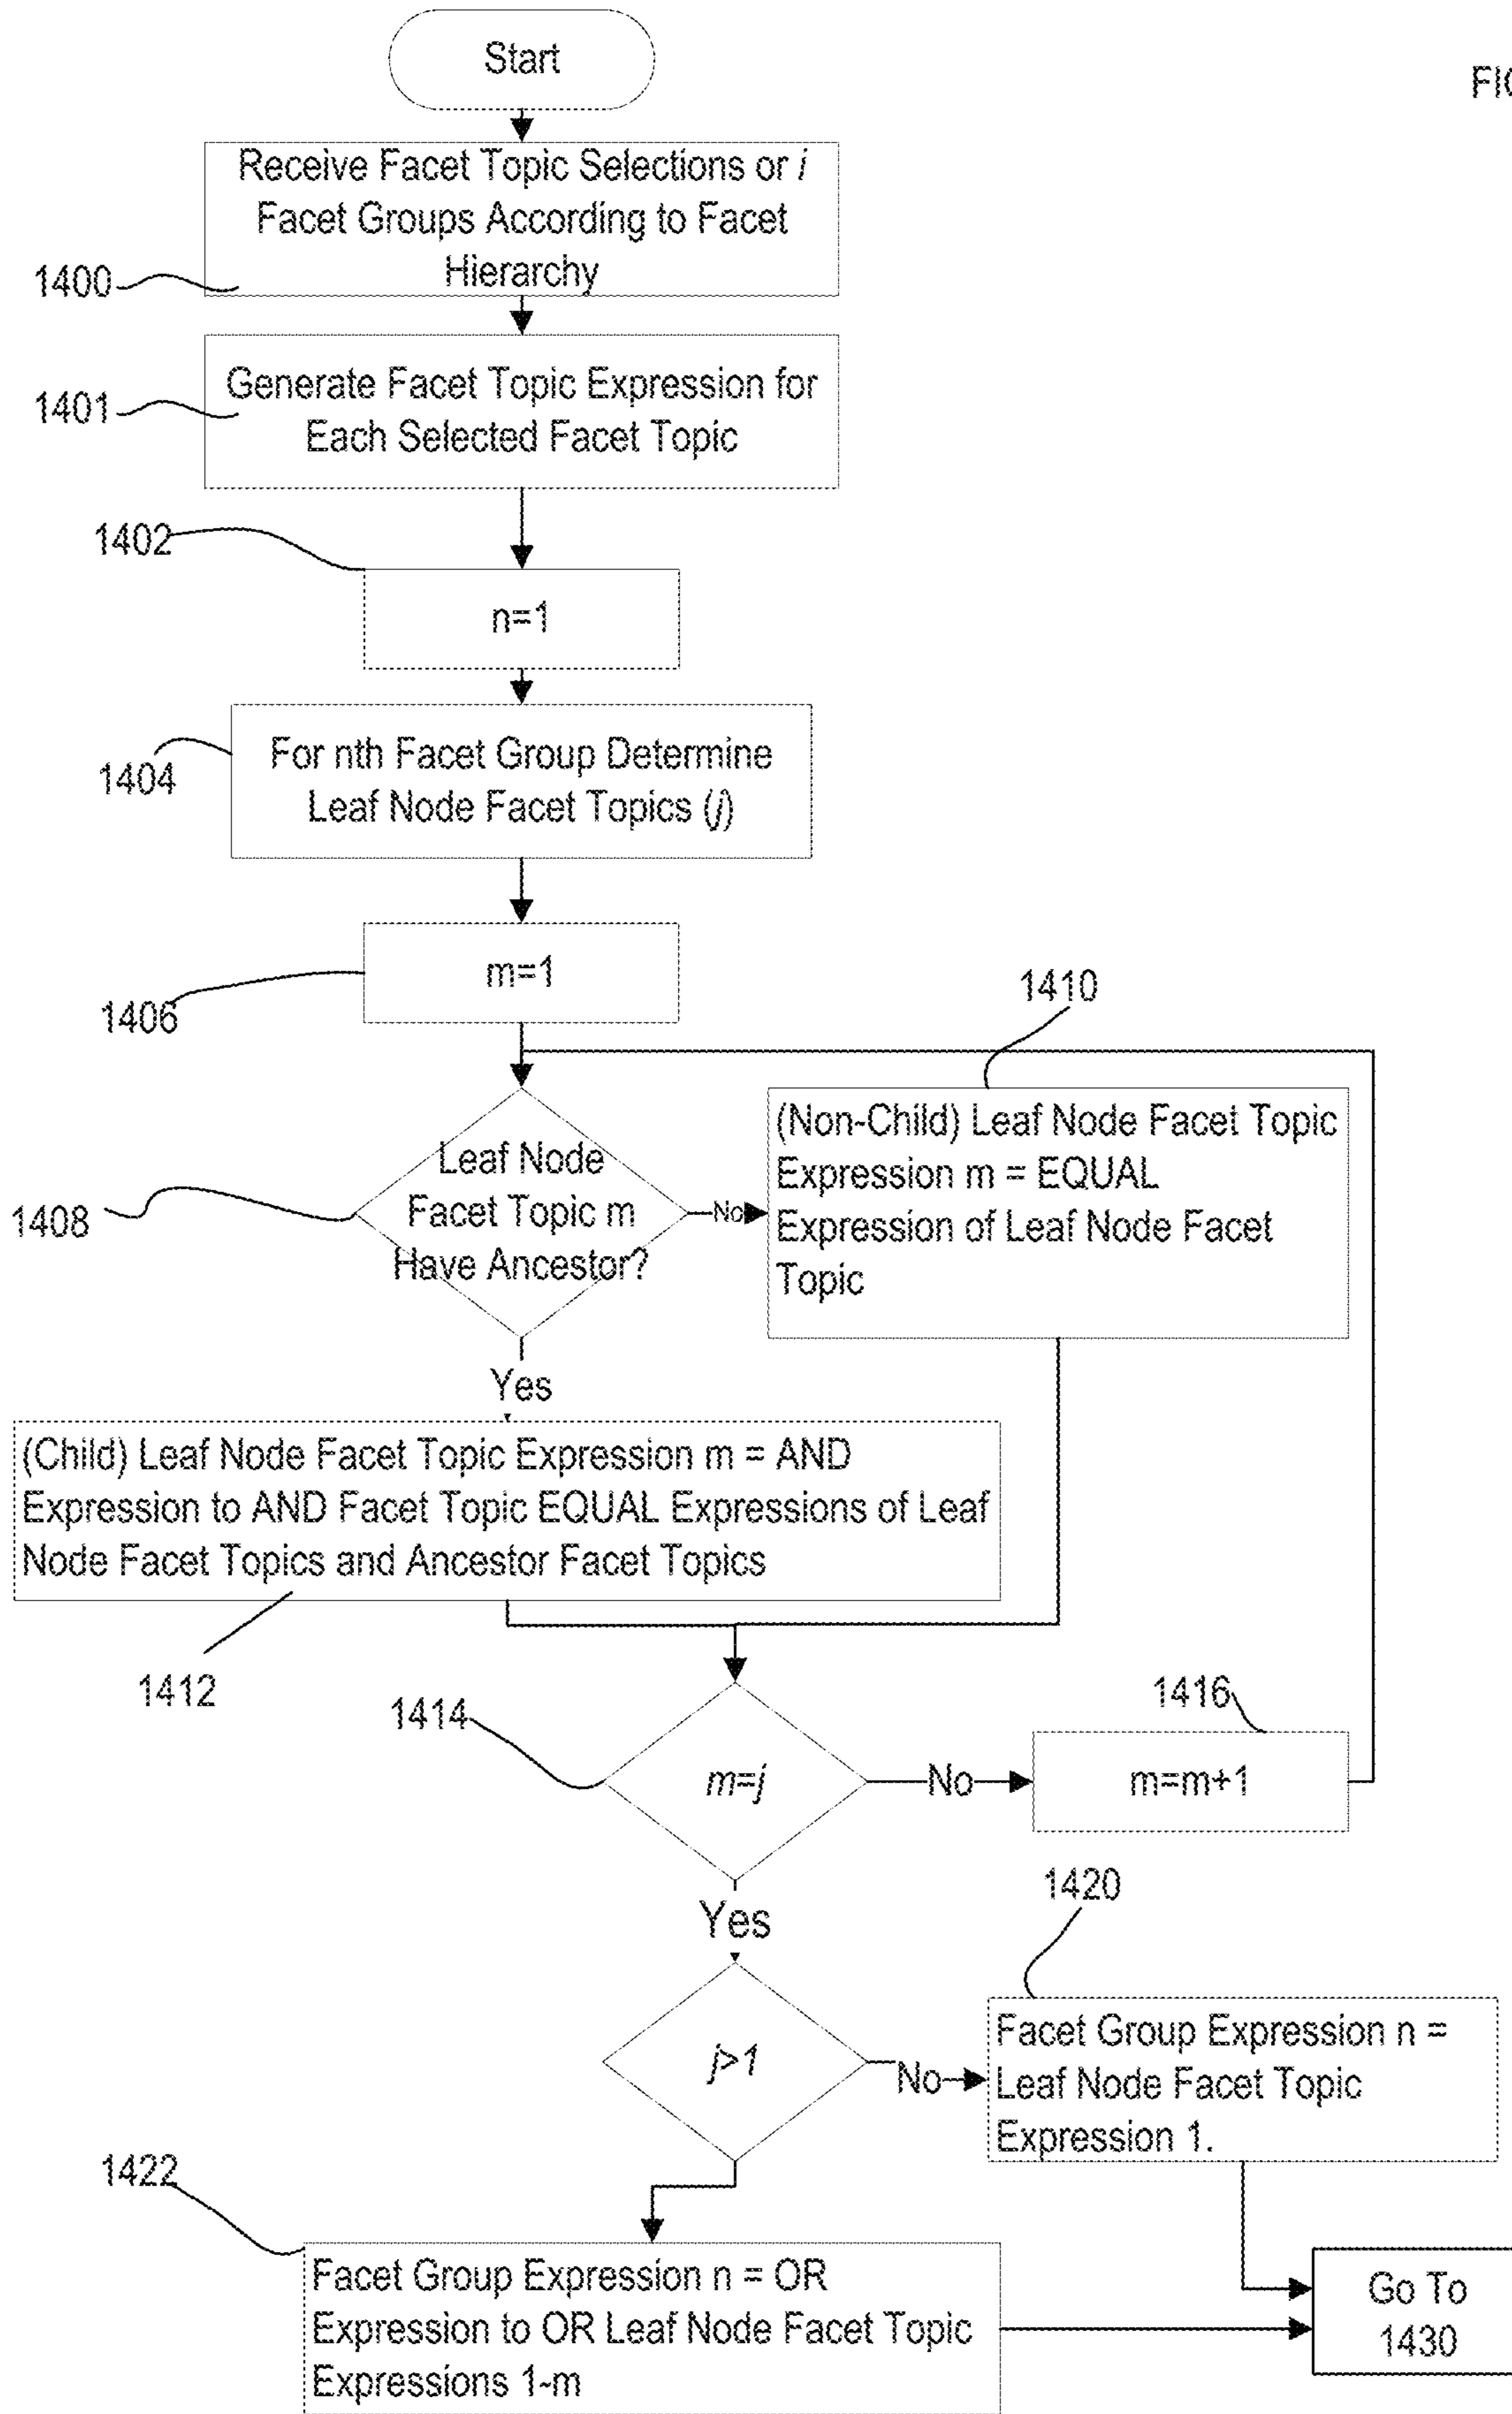 Start
FIG
Receive Facet Topic Selections or i
Facet Groups According to Facet
Hierarchy
1400
Generate Facet Topic Expression for
Each Selected Facet Topic
1401
1402
n=1
For nth Facet Group Determine
Leaf Node Facet Topics (j)
1404
m=1
1406
1410
Leaf Node
Facet Topic m
Have Ancestor?
1408
No
(Non-Child) Leaf Node Facet Topic
Expression m = EQUAL
Expression of Leaf Node Facet
Topic
Yes
(Child) Leaf Node Facet Topic Expression m = AND
Expression to AND Facet Topic EQUAL Expressions of Leaf
Node Facet Topics and Ancestor Facet Topics
1412
1414
m=j
No
1416
m=m+1
Yes
1420
j>1
No
Facet Group Expression n =
Leaf Node Facet Topic
Expression 1.
1422
Facet Group Expression n = OR
Expression to OR Leaf Node Facet Topic
Expressions 1-m
Go To
1430